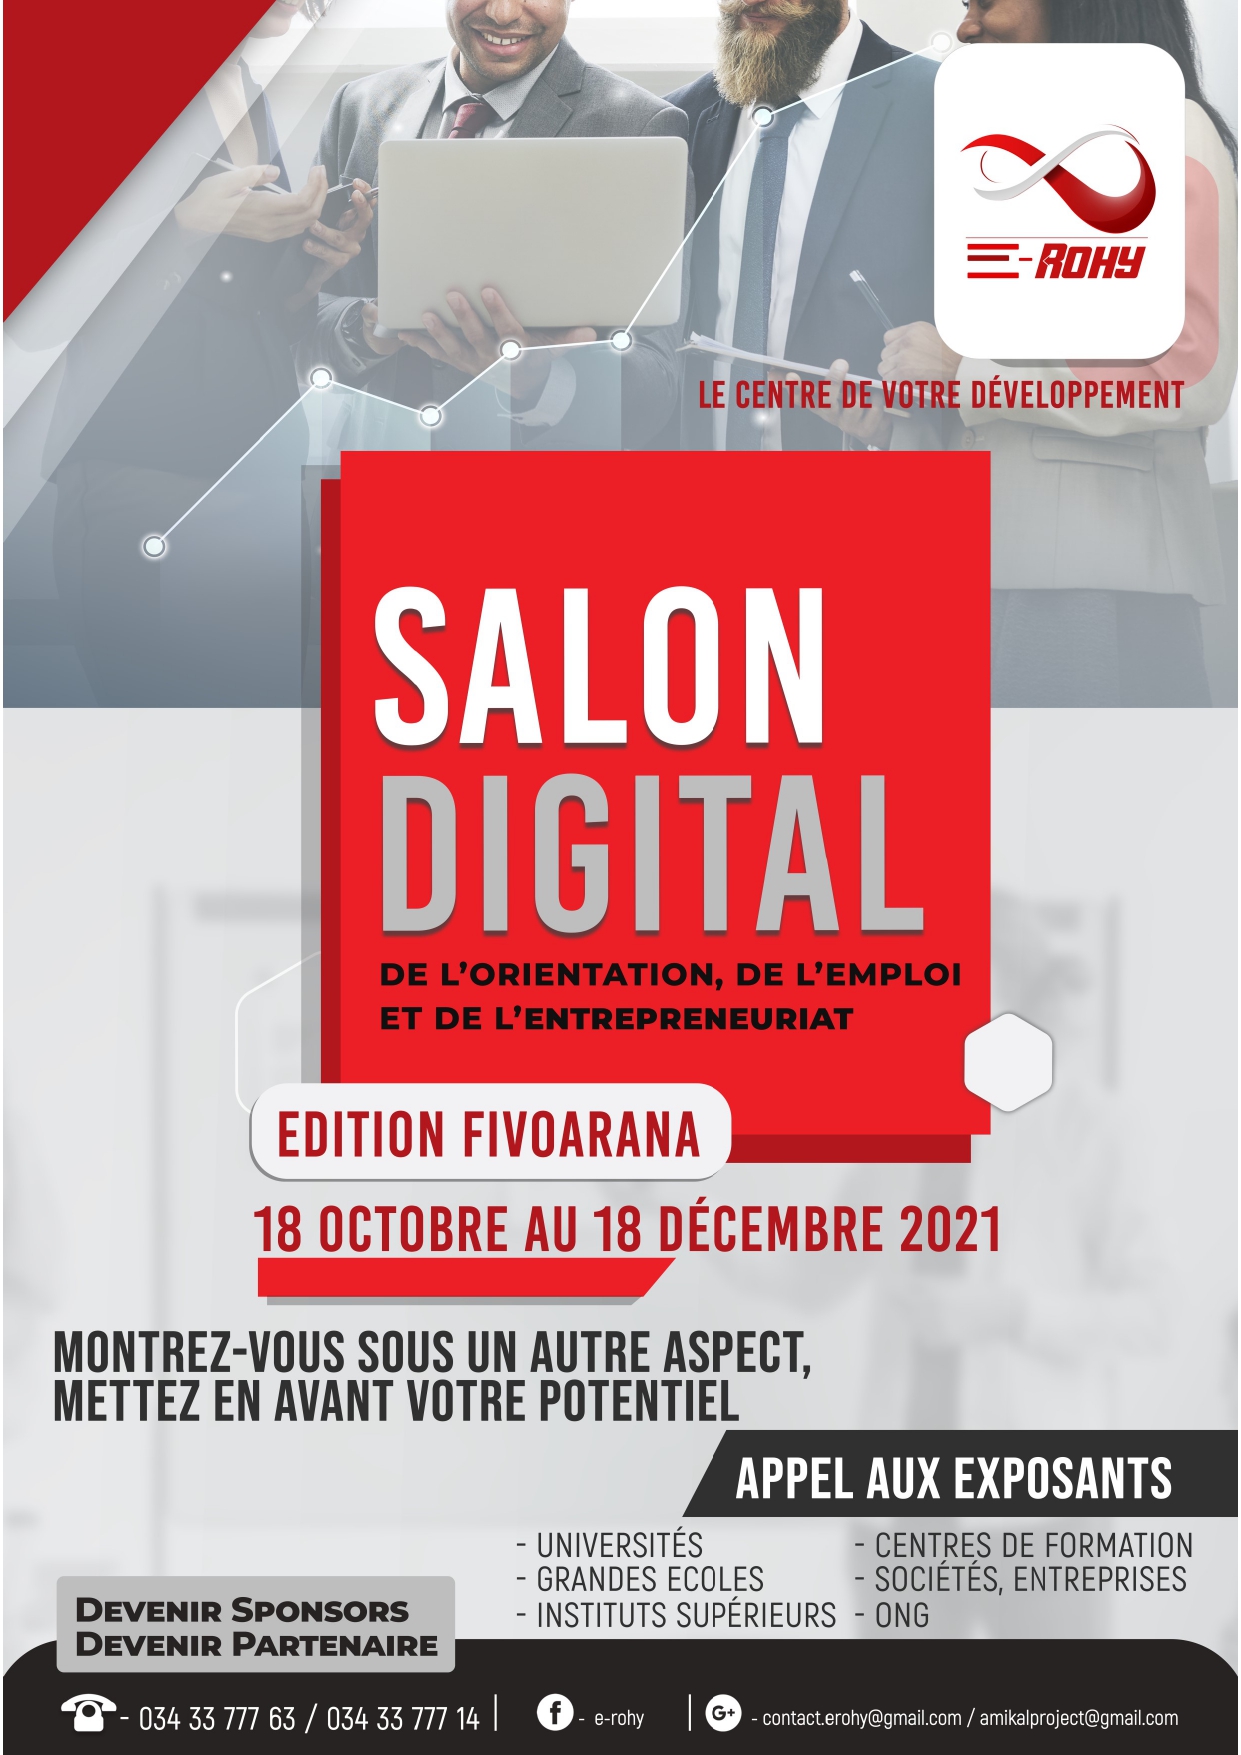 E-ROHY
LE CENTRE DE VOTRE DÉVELOPPEMENT
SALON
DIGITAL
DE L'ORIENTATION, DE L'EMPLOI
ET DE L'ENTREPRENEURIAT
EDITION FIVOARANA
18 OCTOBRE AU 18 DÉCEMBRE 2021
MONTREZ-VOUS SOUS UN AUTRE ASPECT,
METTEZ EN AVANT VOTRE POTENTIEL
APPEL AUX EXPOSANTS
- UNIVERSITÉS
- GRANDES ECOLES
- INSTITUTS SUPÉRIEURS
- CENTRES DE FORMATION
- SOCIÉTÉS, ENTREPRISES
- ONG
DEVENIR SPONSORS
DEVENIR PARTENAIRE
- 034 33 777 63 / 034 33 777 14 | f - e-rohy | G+ - contact.erohy@gmail.com / amikalproject@gmail.com